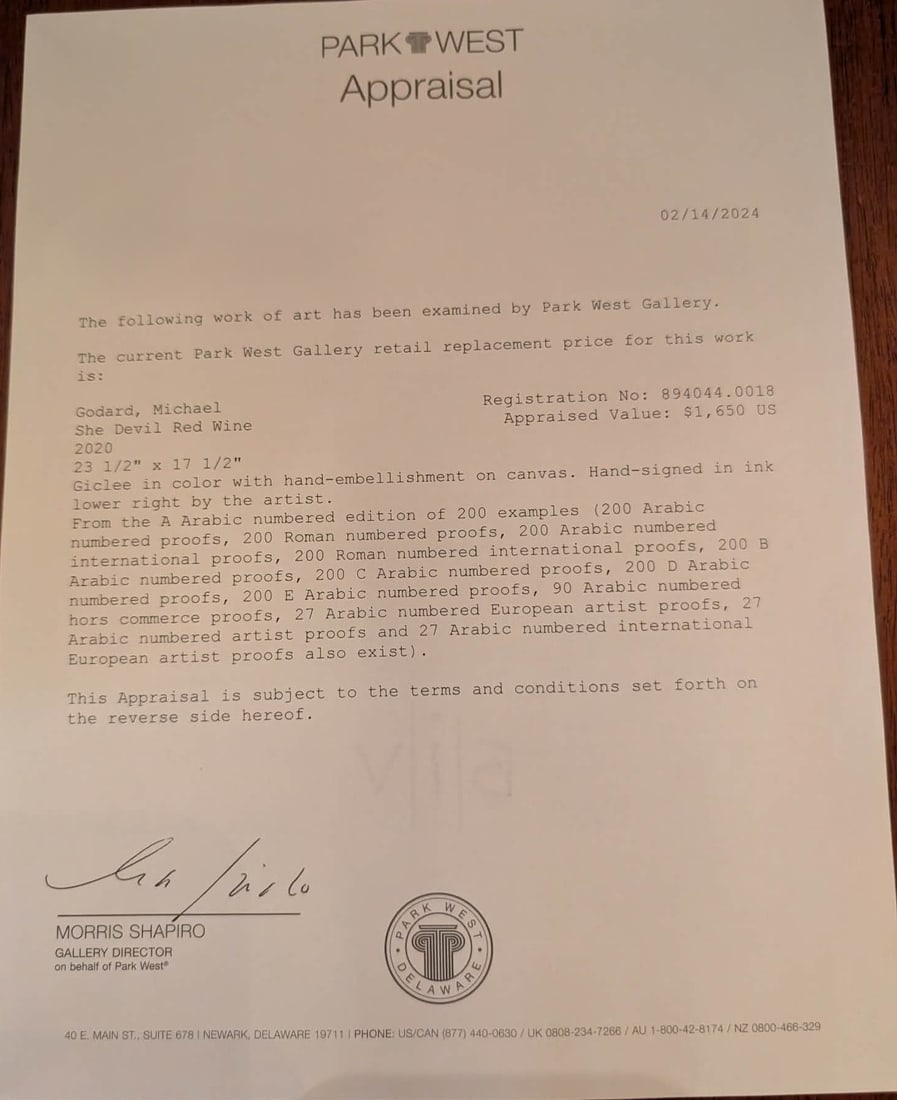 PARK WEST
Appraisal
02/14/2024
The following work of art has been examined by Park West Gallery.
The current Park West Gallery retail replacement price for this work
is:
Godard, Michael
She Devil Red Wine
2020
23 1/2" x 17 1/2"
Registration No: 894044.0018
Appraised Value: $1,650 US
Giclee in color with hand-embellishment on canvas. Hand-signed in ink
lower right by the artist.
From the A Arabic numbered edition of 200 examples (200 Arabic
numbered proofs, 200 Roman numbered proofs, 200 Arabic numbered
international proofs, 200 Roman numbered international proofs, 200 B
Arabic numbered proofs, 200 C Arabic numbered proofs, 200 D Arabic
numbered proofs, 200 E Arabic numbered proofs, 90 Arabic numbered
hors commerce proofs, 27 Arabic numbered European artist proofs, 27
Arabic numbered artist proofs and 27 Arabic numbered international
European artist proofs also exist).
This Appraisal is subject to the terms and conditions set forth on
the reverse side hereof.
MORRIS SHAPIRO
GALLERY DIRECTOR
on behalf of Park West®
PARK WEST
DELAWARE
40 E. MAIN ST., SUITE 678 | NEWARK, DELAWARE 19711 | PHONE: US/CAN (877) 440-0630 / UK 0808-234-7266 / AU 1-800-42-8174 / NZ 0800-466-329